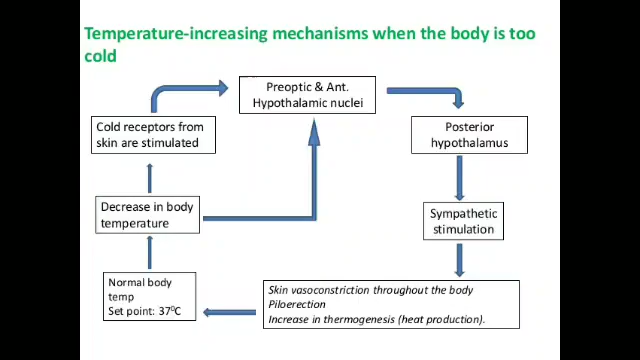 Temperature-increasing mechanisms when the body is too
cold
Preoptic & Ant.
Hypothalamic nuclei
Cold receptors from
skin are stimulated
Posterior
hypothalamus
Decrease in body
temperature
Sympathetic
stimulation
Normal body
temp
Set point: 37⁰C
Skin vasoconstriction throughout the body
Piloerection
Increase in thermogenesis (heat production).